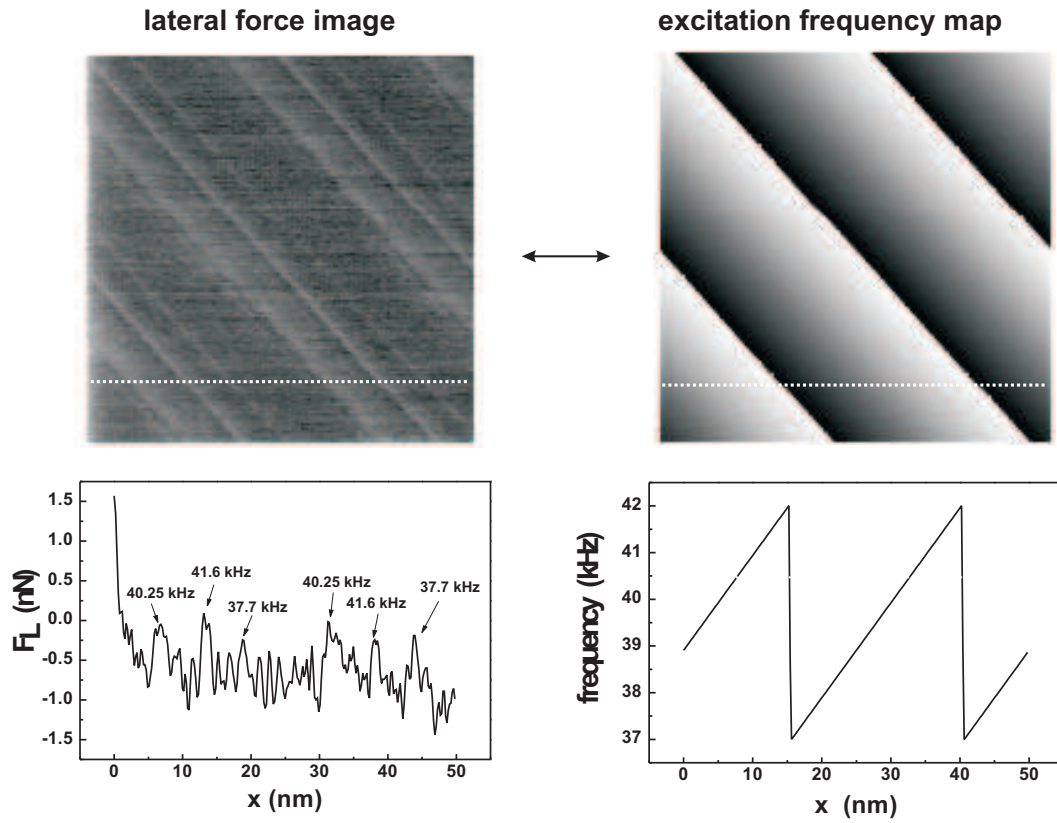 lateral force image
excitation frequency map
1.5
1.0
0.5
0.0
-0.5
-1.0
-1.5
F_L (nN)
40.25 kHz
41.6 kHz
37.7 kHz
40.25 kHz
41.6 kHz
37.7 kHz
0 10 20 30 40 50
x (nm)
42
41
40
39
38
37
frequency (kHz)
0 10 20 30 40 50
x (nm)